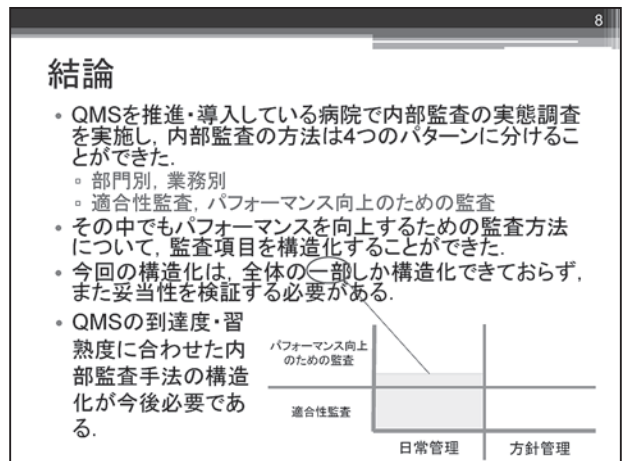 8
結論
• QMSを推進・導入している病院で内部監査の実態調査
を実施し，内部監査の方法は4つのパターンに分けるこ
とができた．
▫ 部門別，業務別
▫ 適合性監査，パフォーマンス向上のための監査
• その中でもパフォーマンスを向上するための監査方法
について，監査項目を構造化することができた．
• 今回の構造化は，全体の一部しか構造化できておらず，
また妥当性を検証する必要がある．
• QMSの到達度・習
熟度に合わせた内
部監査手法の構造
化が今後必要であ
る．
パフォーマンス向上
のための監査
適合性監査
日常管理
方針管理